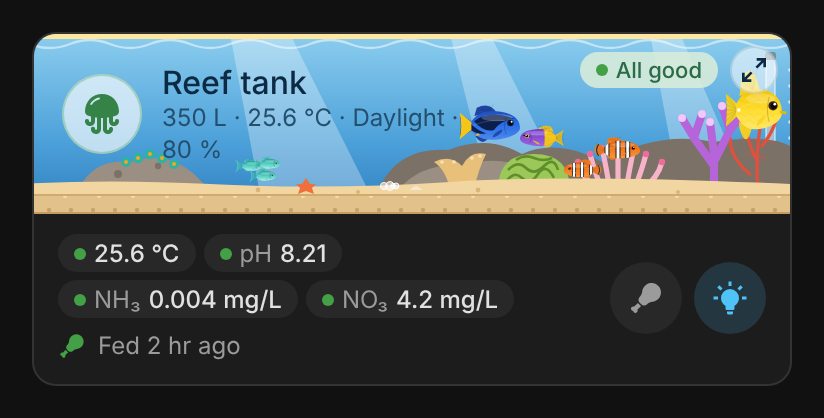 Reef tank
All good
350 L · 25.6 °C · Daylight ·
80 %
25.6 °C
pH 8.21
NH₃ 0.004 mg/L
NO₃ 4.2 mg/L
Fed 2 hr ago